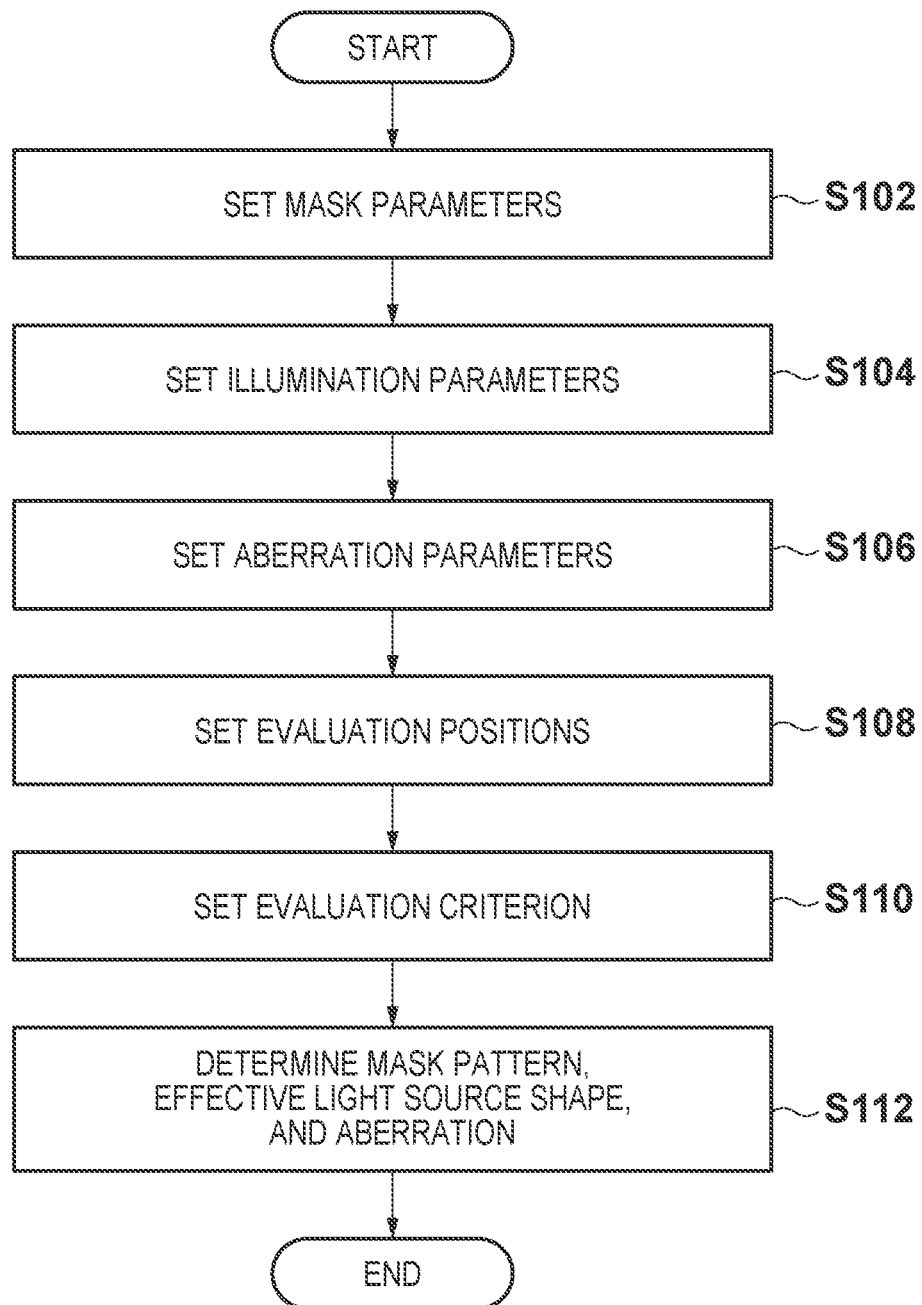 START
SET MASK PARAMETERS
S102
SET ILLUMINATION PARAMETERS
S104
SET ABERRATION PARAMETERS
S106
SET EVALUATION POSITIONS
S108
SET EVALUATION CRITERION
S110
DETERMINE MASK PATTERN,
EFFECTIVE LIGHT SOURCE SHAPE,
AND ABERRATION
S112
END